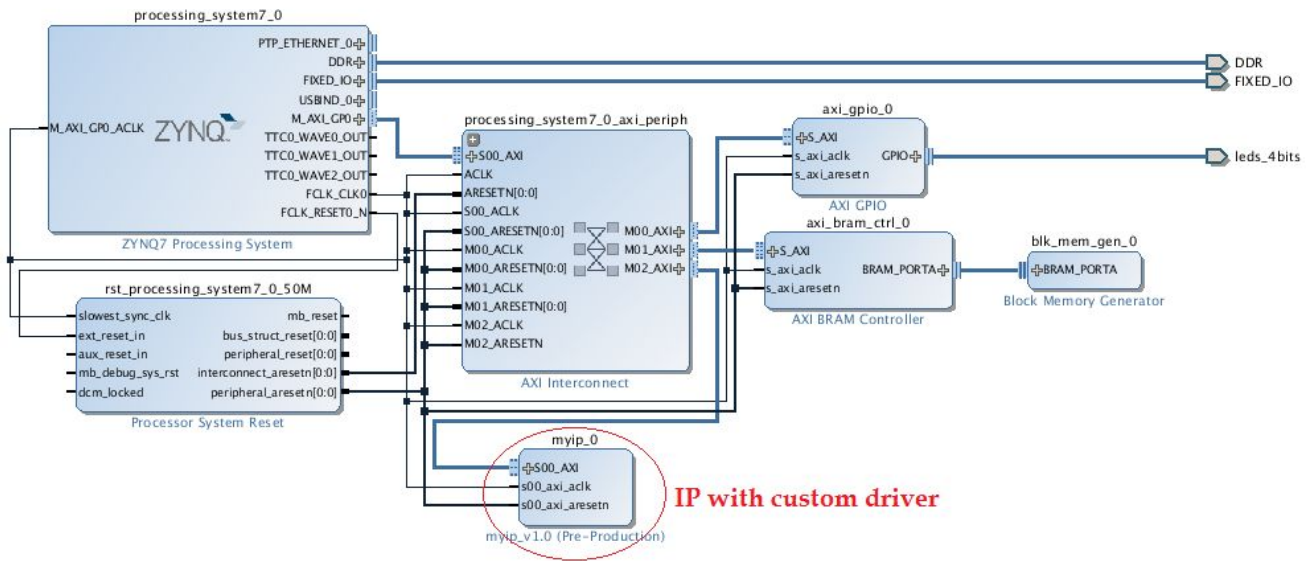 processing_system7_0
PTP_ETHERNET_0
DDR
FIXED_IO
USBIND_0
M_AXI_GP0
TTC0_WAVE0_OUT
TTC0_WAVE1_OUT
TTC0_WAVE2_OUT
FCLK_CLK0
FCLK_RESET0_N
M_AXI_GP0_ACLK
ZYNQ
ZYNQ7 Processing System
rst_processing_system7_0_50M
slowest_sync_clk
ext_reset_in
aux_reset_in
mb_debug_sys_rst
dcm_locked
mb_reset
bus_struct_reset[0:0]
peripheral_reset[0:0]
interconnect_aresetn[0:0]
peripheral_aresetn[0:0]
Processor System Reset
processing_system7_0_axi_periph
S00_AXI
ACLK
ARESETN[0:0]
S00_ACLK
S00_ARESETN[0:0]
M00_ACLK
M00_ARESETN[0:0]
M01_ACLK
M01_ARESETN[0:0]
M02_ACLK
M02_ARESETN
M00_AXI
M01_AXI
M02_AXI
AXI Interconnect
axi_gpio_0
S_AXI
s_axi_aclk
s_axi_aresetn
GPIO
AXI GPIO
axi_bram_ctrl_0
S_AXI
s_axi_aclk
s_axi_aresetn
BRAM_PORTA
AXI BRAM Controller
blk_mem_gen_0
BRAM_PORTA
Block Memory Generator
DDR
FIXED_IO
leds_4bits
myip_0
S00_AXI
s00_axi_aclk
s00_axi_aresetn
myip_v1.0 (Pre-Production)
IP with custom driver